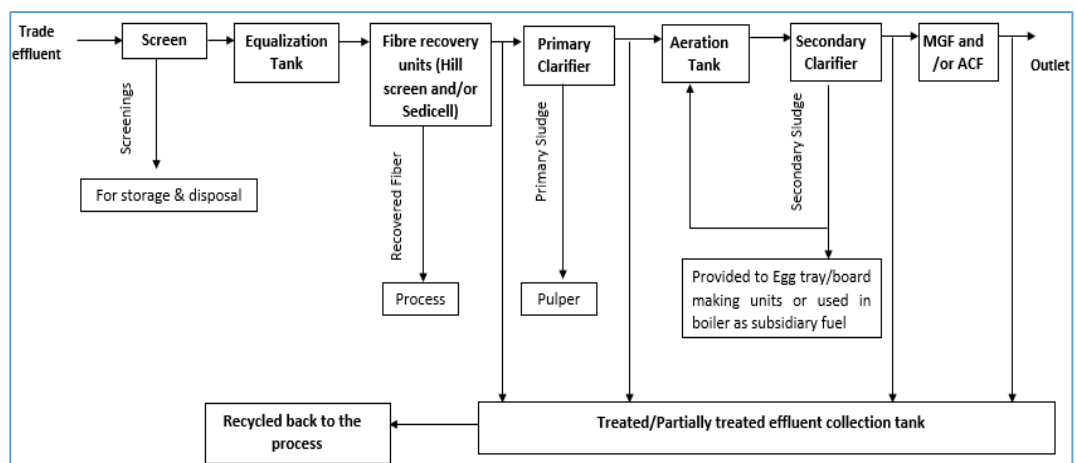 Trade
effluent
Screen
Equalization
Tank
Fibre recovery
units (Hill
screen and/or
Sedicell)
Primary
Clarifier
Aeration
Tank
Secondary
Clarifier
MGF and
/or ACF
Outlet
Screenings
Recovered Fiber
Primary Sludge
Secondary Sludge
For storage & disposal
Process
Pulper
Provided to Egg tray/board
making units or used in
boiler as subsidiary fuel
Recycled back to the
process
Treated/Partially treated effluent collection tank